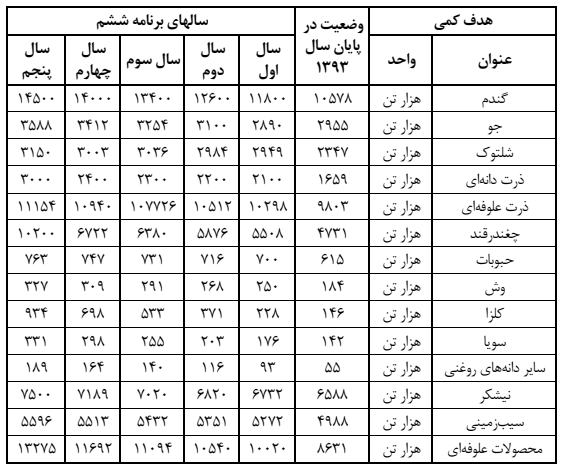 هدف کمی وضعیت در پایان سال ۱۳۹۳ سالهای برنامه ششم
عنوان واحد سال اول سال دوم سال سوم سال چهارم سال پنجم
گندم هزار تن ۱۰۵۷۸ ۱۱۸۰۰ ۱۲۶۰۰ ۱۳۴۰۰ ۱۴۰۰۰ ۱۴۵۰۰
جو هزار تن ۲۹۵۵ ۲۸۹۰ ۳۱۰۰ ۳۲۵۴ ۳۴۱۲ ۳۵۸۸
شلتوک هزار تن ۲۳۴۷ ۲۹۴۹ ۲۹۸۴ ۳۰۳۶ ۳۰۰۳ ۳۱۵۰
ذرت دانه‌ای هزار تن ۱۶۵۹ ۲۱۰۰ ۲۲۰۰ ۲۳۰۰ ۲۴۰۰ ۳۰۰۰
ذرت علوفه‌ای هزار تن ۹۸۰۳ ۱۰۲۹۸ ۱۰۵۱۲ ۱۰۷۷۲۶ ۱۰۹۴۰ ۱۱۱۵۴
چغندرقند هزار تن ۴۷۳۱ ۵۵۰۸ ۵۸۷۶ ۶۳۸۰ ۶۷۲۲ ۱۰۲۰۰
حبوبات هزار تن ۶۱۵ ۷۰۰ ۷۱۶ ۷۳۱ ۷۴۷ ۷۶۳
وش هزار تن ۱۸۴ ۲۵۰ ۲۶۸ ۲۹۱ ۳۰۹ ۳۲۷
کلزا هزار تن ۱۴۶ ۲۲۸ ۳۷۱ ۵۳۳ ۶۹۸ ۹۳۴
سویا هزار تن ۱۴۲ ۱۷۶ ۲۰۳ ۲۵۵ ۲۹۸ ۳۳۱
سایر دانه‌های روغنی هزار تن ۵۵ ۹۳ ۱۱۶ ۱۴۰ ۱۶۴ ۱۸۹
نیشکر هزار تن ۶۵۸۸ ۶۷۳۲ ۶۸۲۰ ۷۰۲۰ ۷۱۸۹ ۷۵۰۰
سیب‌زمینی هزار تن ۴۹۸۸ ۵۲۷۲ ۵۳۵۱ ۵۴۳۲ ۵۵۱۳ ۵۵۹۶
محصولات علوفه‌ای هزار تن ۸۶۳۱ ۱۰۰۲۰ ۱۰۵۴۰ ۱۱۰۹۴ ۱۱۶۹۲ ۱۳۲۷۵